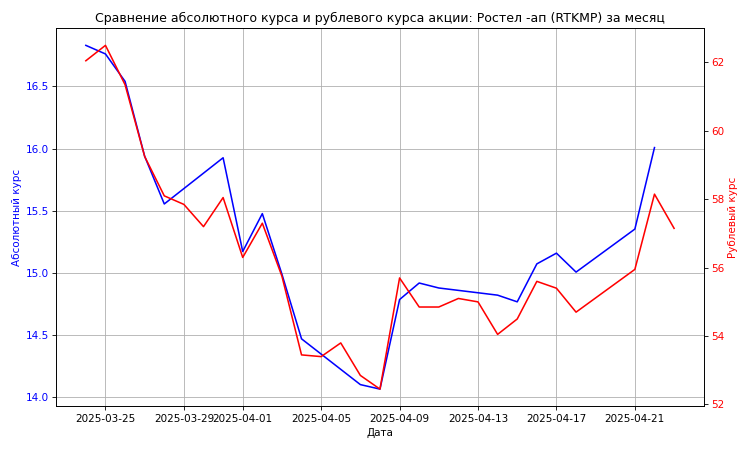 Сравнение абсолютного курса и рублевого курса акции: Ростел -ап (RTKMP) за месяц
Абсолютный курс
16.5
16.0
15.5
15.0
14.5
14.0
62
60
58
56
54
52
Рублевый курс
2025-03-25 2025-03-29 2025-04-01 2025-04-05 2025-04-09 2025-04-13 2025-04-17 2025-04-21
Дата